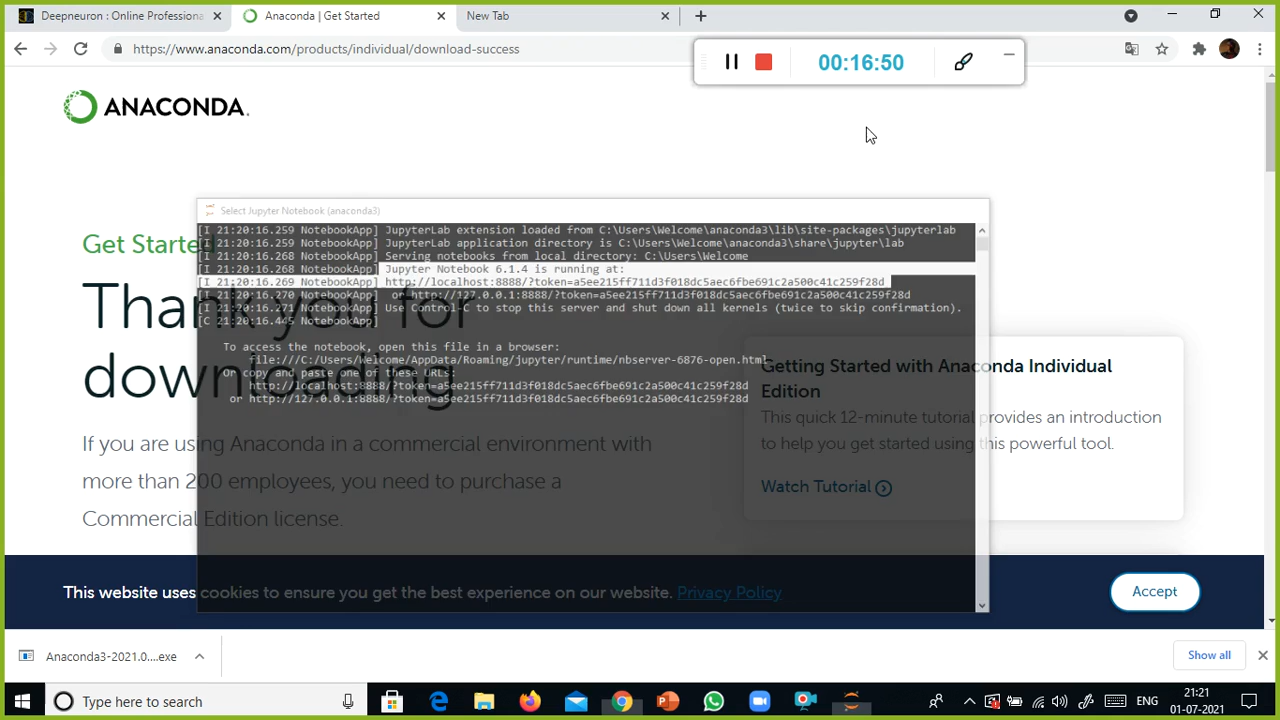 Deepneuron : Online Professiona
Anaconda | Get Started
New Tab
https://www.anaconda.com/products/individual/download-success
00:16:50
ANACONDA.
Select Jupyter Notebook (anaconda3)
[I 21:20:16.259 NotebookApp] JupyterLab extension loaded from C:\Users\Welcome\anaconda3\lib\site-packages\jupyterlab
[I 21:20:16.259 NotebookApp] JupyterLab application directory is C:\Users\Welcome\anaconda3\share\jupyter\lab
[I 21:20:16.268 NotebookApp] Serving notebooks from local directory: C:\Users\Welcome
[I 21:20:16.268 NotebookApp] Jupyter Notebook 6.1.4 is running at:
[I 21:20:16.269 NotebookApp] http://localhost:8888/?token=a5ee215ff711d3f018dc5aec6fbe691c2a500c41c259f28d
[I 21:20:16.270 NotebookApp]  or http://127.0.0.1:8888/?token=a5ee215ff711d3f018dc5aec6fbe691c2a500c41c259f28d
[I 21:20:16.271 NotebookApp] Use control-C to stop this server and shut down all kernels (twice to skip confirmation).
[C 21:20:16.445 NotebookApp]
To access the notebook, open this file in a browser:
file:///C:/Users/Welcome/AppData/Roaming/jupyter/runtime/nbserver-6876-open.html
Or copy and paste one of these URLs:
http://localhost:8888/?token=a5ee215ff711d3f018dc5aec6fbe691c2a500c41c259f28d
or http://127.0.0.1:8888/?token=a5ee215ff711d3f018dc5aec6fbe691c2a500c41c259f28d
Get Started
Thank you for
downloading
If you are using Anaconda in a commercial environment with
more than 200 employees, you need to purchase a
Commercial Edition license.
Getting Started with Anaconda Individual
Edition
This quick 12-minute tutorial provides an introduction
to help you get started using this powerful tool.
Watch Tutorial
This website uses cookies to ensure you get the best experience on our website. Privacy Policy
Accept
Anaconda3-2021.0....exe
Show all
Type here to search
ENG
21:21
01-07-2021